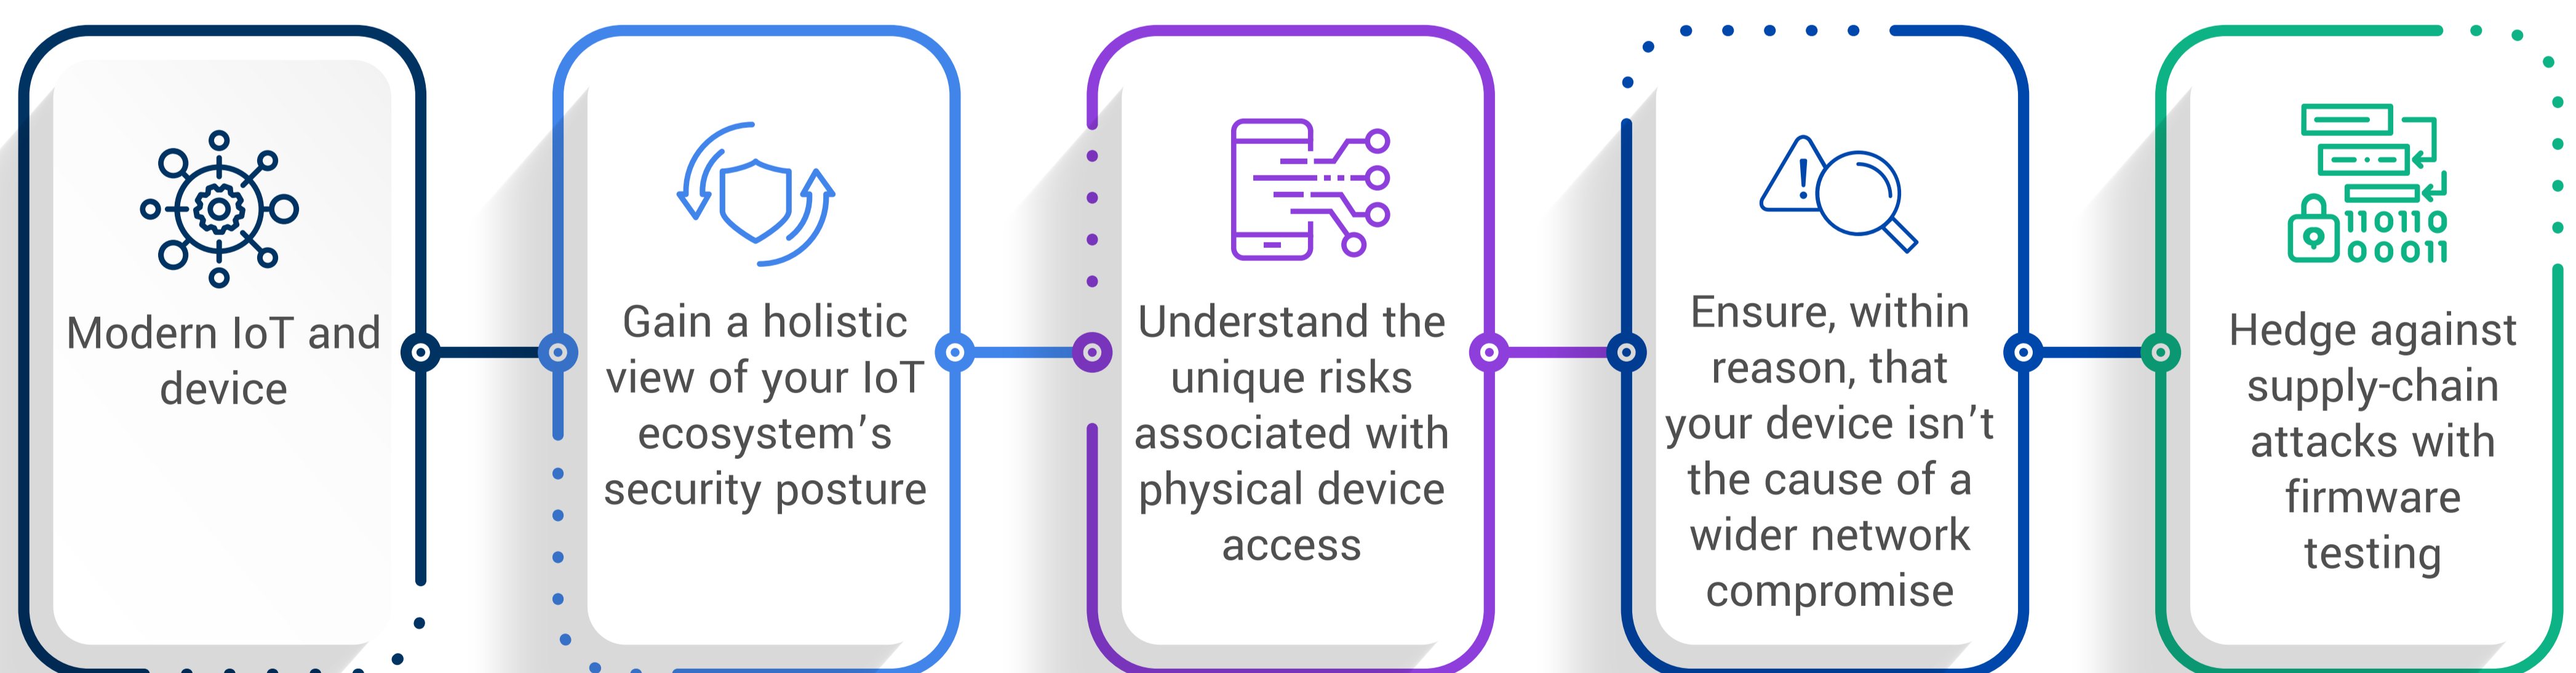 Modern IoT and
device
Gain a holistic
view of your IoT
ecosystem’s
security posture
Understand the
unique risks
associated with
physical device
access
Ensure, within
reason, that
your device isn’t
the cause of a
wider network
compromise
110110
00011
Hedge against
supply-chain
attacks with
firmware
testing